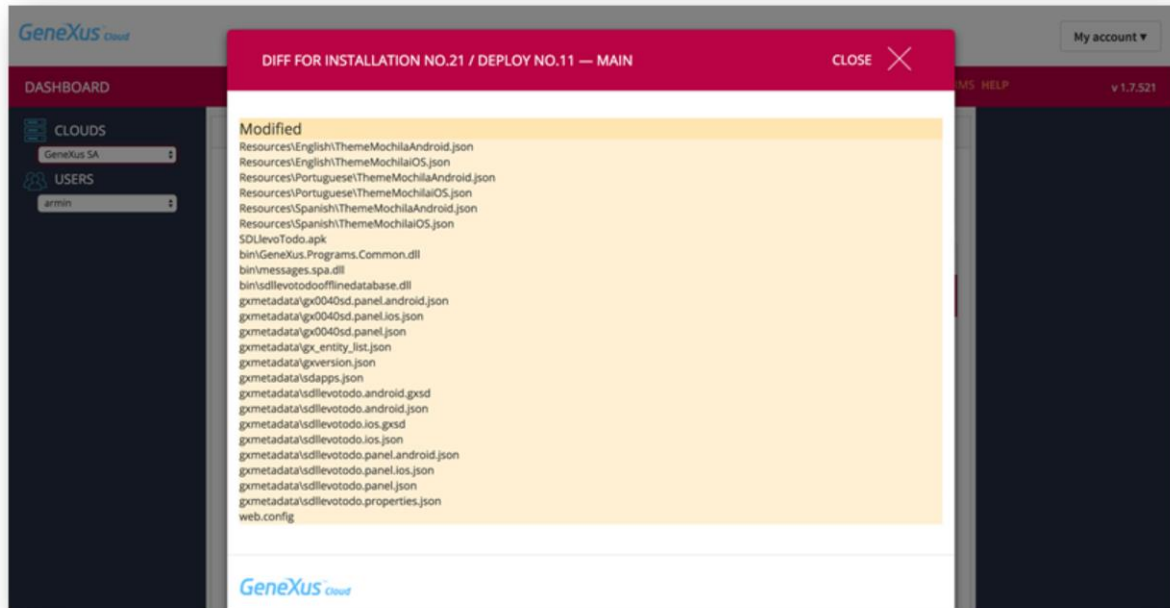 GeneXus™ Cloud
My account ▾
DIFF FOR INSTALLATION NO.21 / DEPLOY NO.11 — MAIN
CLOSE
DASHBOARD
HELP
v 1.7.521
CLOUDS
GeneXus SA
USERS
armin
Modified
Resources\English\ThemeMochilaAndroid.json
Resources\English\ThemeMochilaiOS.json
Resources\Portuguese\ThemeMochilaAndroid.json
Resources\Portuguese\ThemeMochilaiOS.json
Resources\Spanish\ThemeMochilaAndroid.json
Resources\Spanish\ThemeMochilaiOS.json
SDLlevoTodo.apk
bin\GeneXus.Programs.Common.dll
bin\messages.spa.dll
bin\sdllevotodoofflinedatabase.dll
gxmetadata\gx0040sd.panel.android.json
gxmetadata\gx0040sd.panel.ios.json
gxmetadata\gx0040sd.panel.json
gxmetadata\gx_entity_list.json
gxmetadata\gxversion.json
gxmetadata\sdapps.json
gxmetadata\sdllevotodo.android.gxsd
gxmetadata\sdllevotodo.android.json
gxmetadata\sdllevotodo.ios.gxsd
gxmetadata\sdllevotodo.ios.json
gxmetadata\sdllevotodo.panel.android.json
gxmetadata\sdllevotodo.panel.ios.json
gxmetadata\sdllevotodo.panel.json
gxmetadata\sdllevotodo.properties.json
web.config
GeneXus™ Cloud